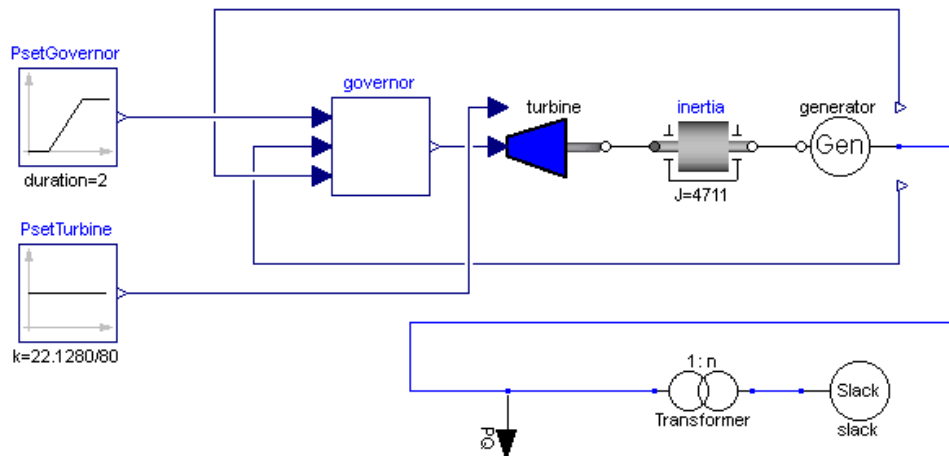 PsetGovernor
duration=2
governor
turbine
inertia
J=4711
generator
Gen
PsetTurbine
k=22.1280/80
1: n
Transformer
Slack
slack
PQ